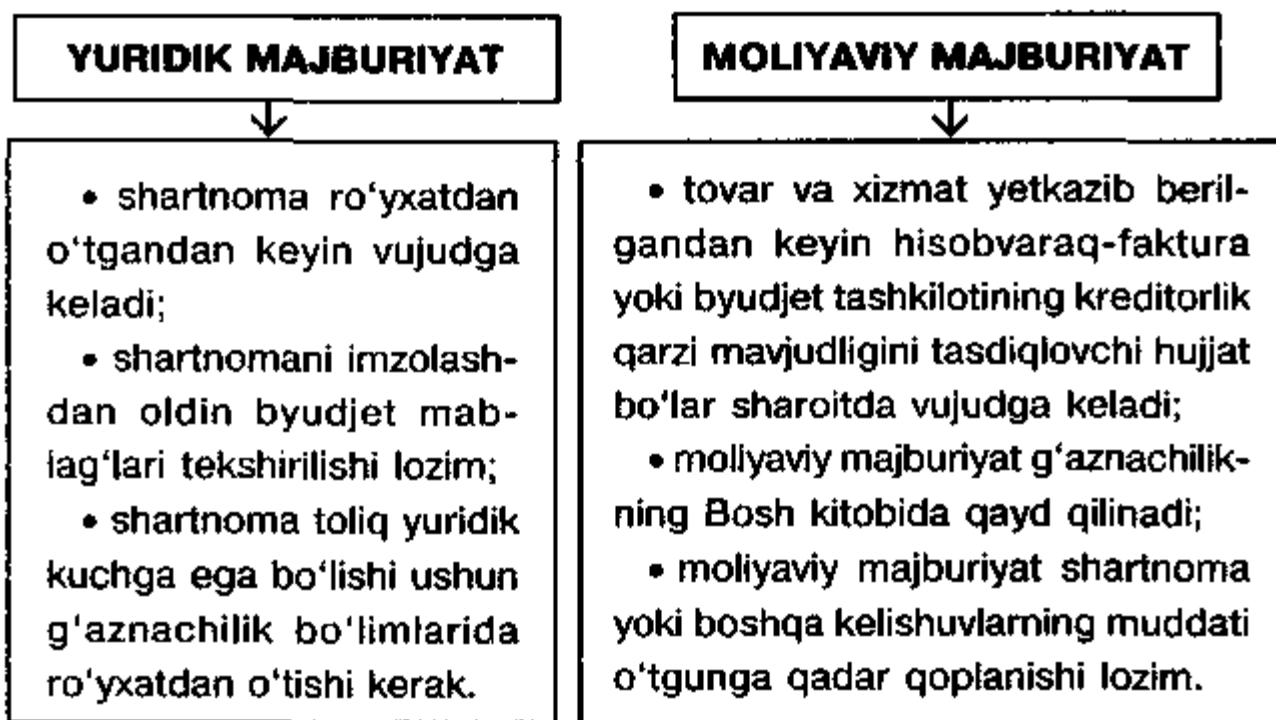 YURIDIK MAJBURIYAT
• shartnoma ro‘yxatdan
o‘tgandan keyin vujudga
keladi;
• shartnomani imzolash-
dan oldin byudjet mab-
lag‘lari tekshirilishi lozim;
• shartnoma toliq yuridik
kuchga ega bo‘lishi ushun
g‘aznachilik bo‘limlarida
ro‘yxatdan o‘tishi kerak.
MOLIYAVIY MAJBURIYAT
• tovar va xizmat yetkazib beril-
gandan keyin hisobvaraq-faktura
yoki byudjet tashkilotining kreditorlik
qarzi mavjudligini tasdiqlovchi hujjat
bo‘lar sharoitda vujudga keladi;
• moliyaviy majburiyat g‘aznachilik-
ning Bosh kitobida qayd qilinadi;
• moliyaviy majburiyat shartnoma
yoki boshqa kelishuvlarning muddati
o‘tgunga qadar qoplanishi lozim.